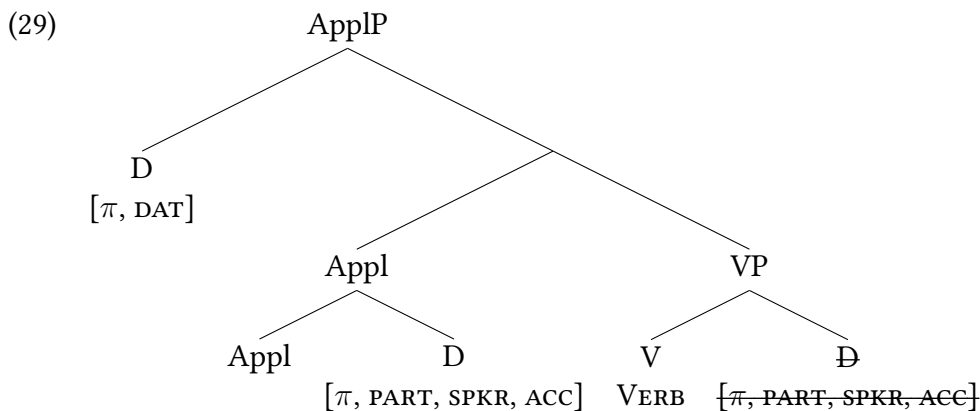 (29) ApplP
D
[π, DAT]
Appl VP
Appl D V D
[π, PART, SPKR, ACC] VERB [π, PART, SPKR, ACC]